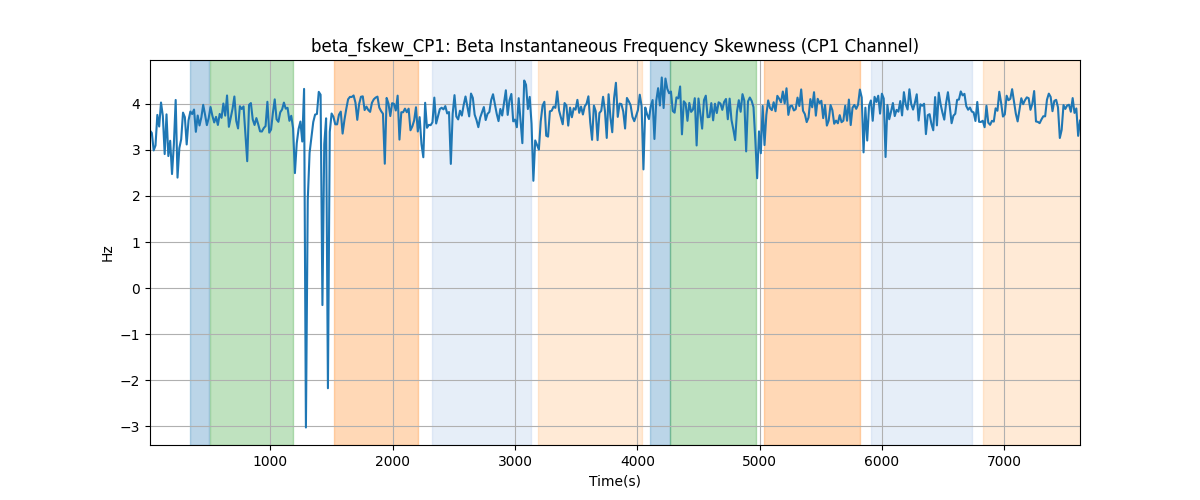 beta_fskew_CP1: Beta Instantaneous Frequency Skewness (CP1 Channel)
Hz
4
3
2
1
0
−1
−2
−3
1000 2000 3000 4000 5000 6000 7000
Time(s)